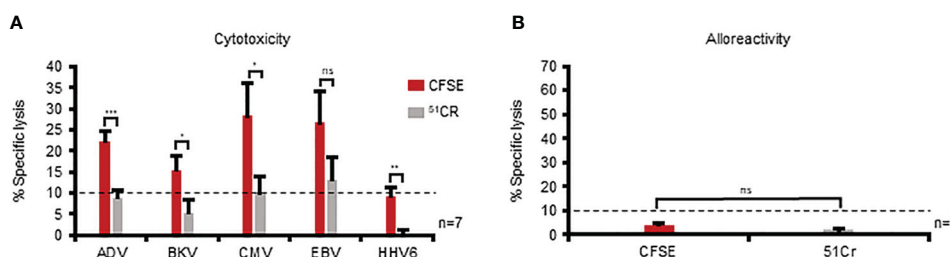 A
Cytotoxicity
% Specific lysis
40
35
30
25
20
15
10
5
0
***
*
*
ns
**
CFSE
51CR
n=7
ADV
BKV
CMV
EBV
HHV6
B
Alloreactivity
% Specific lysis
70
60
50
40
30
20
10
0
ns
n=
CFSE
51Cr